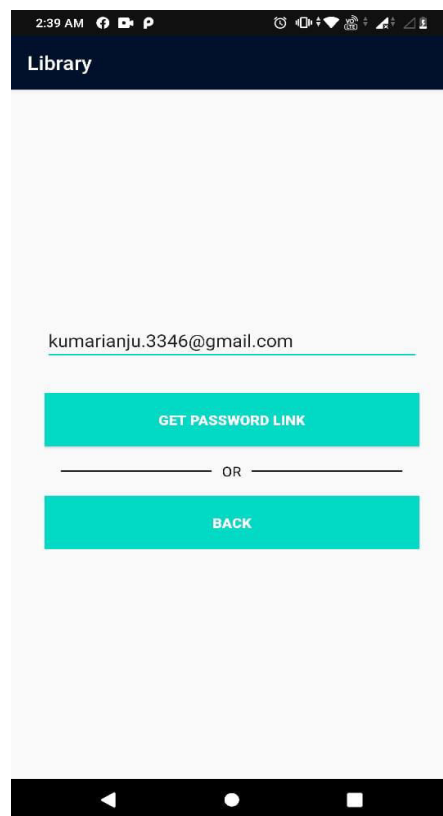 2:39 AM
Library
kumarianju.3346@gmail.com
GET PASSWORD LINK
OR
BACK